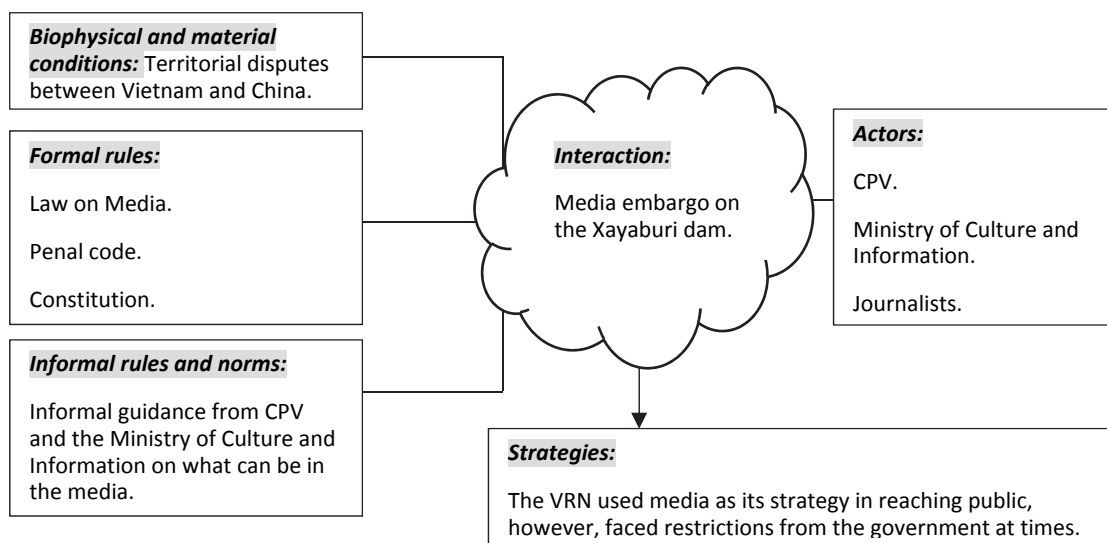 Biophysical and material
conditions: Territorial disputes
between Vietnam and China.
Formal rules:
Law on Media.
Penal code.
Constitution.
Informal rules and norms:
Informal guidance from CPV
and the Ministry of Culture and
Information on what can be in
the media.
Interaction:
Media embargo on
the Xayaburi dam.
Actors:
CPV.
Ministry of Culture and
Information.
Journalists.
Strategies:
The VRN used media as its strategy in reaching public,
however, faced restrictions from the government at times.